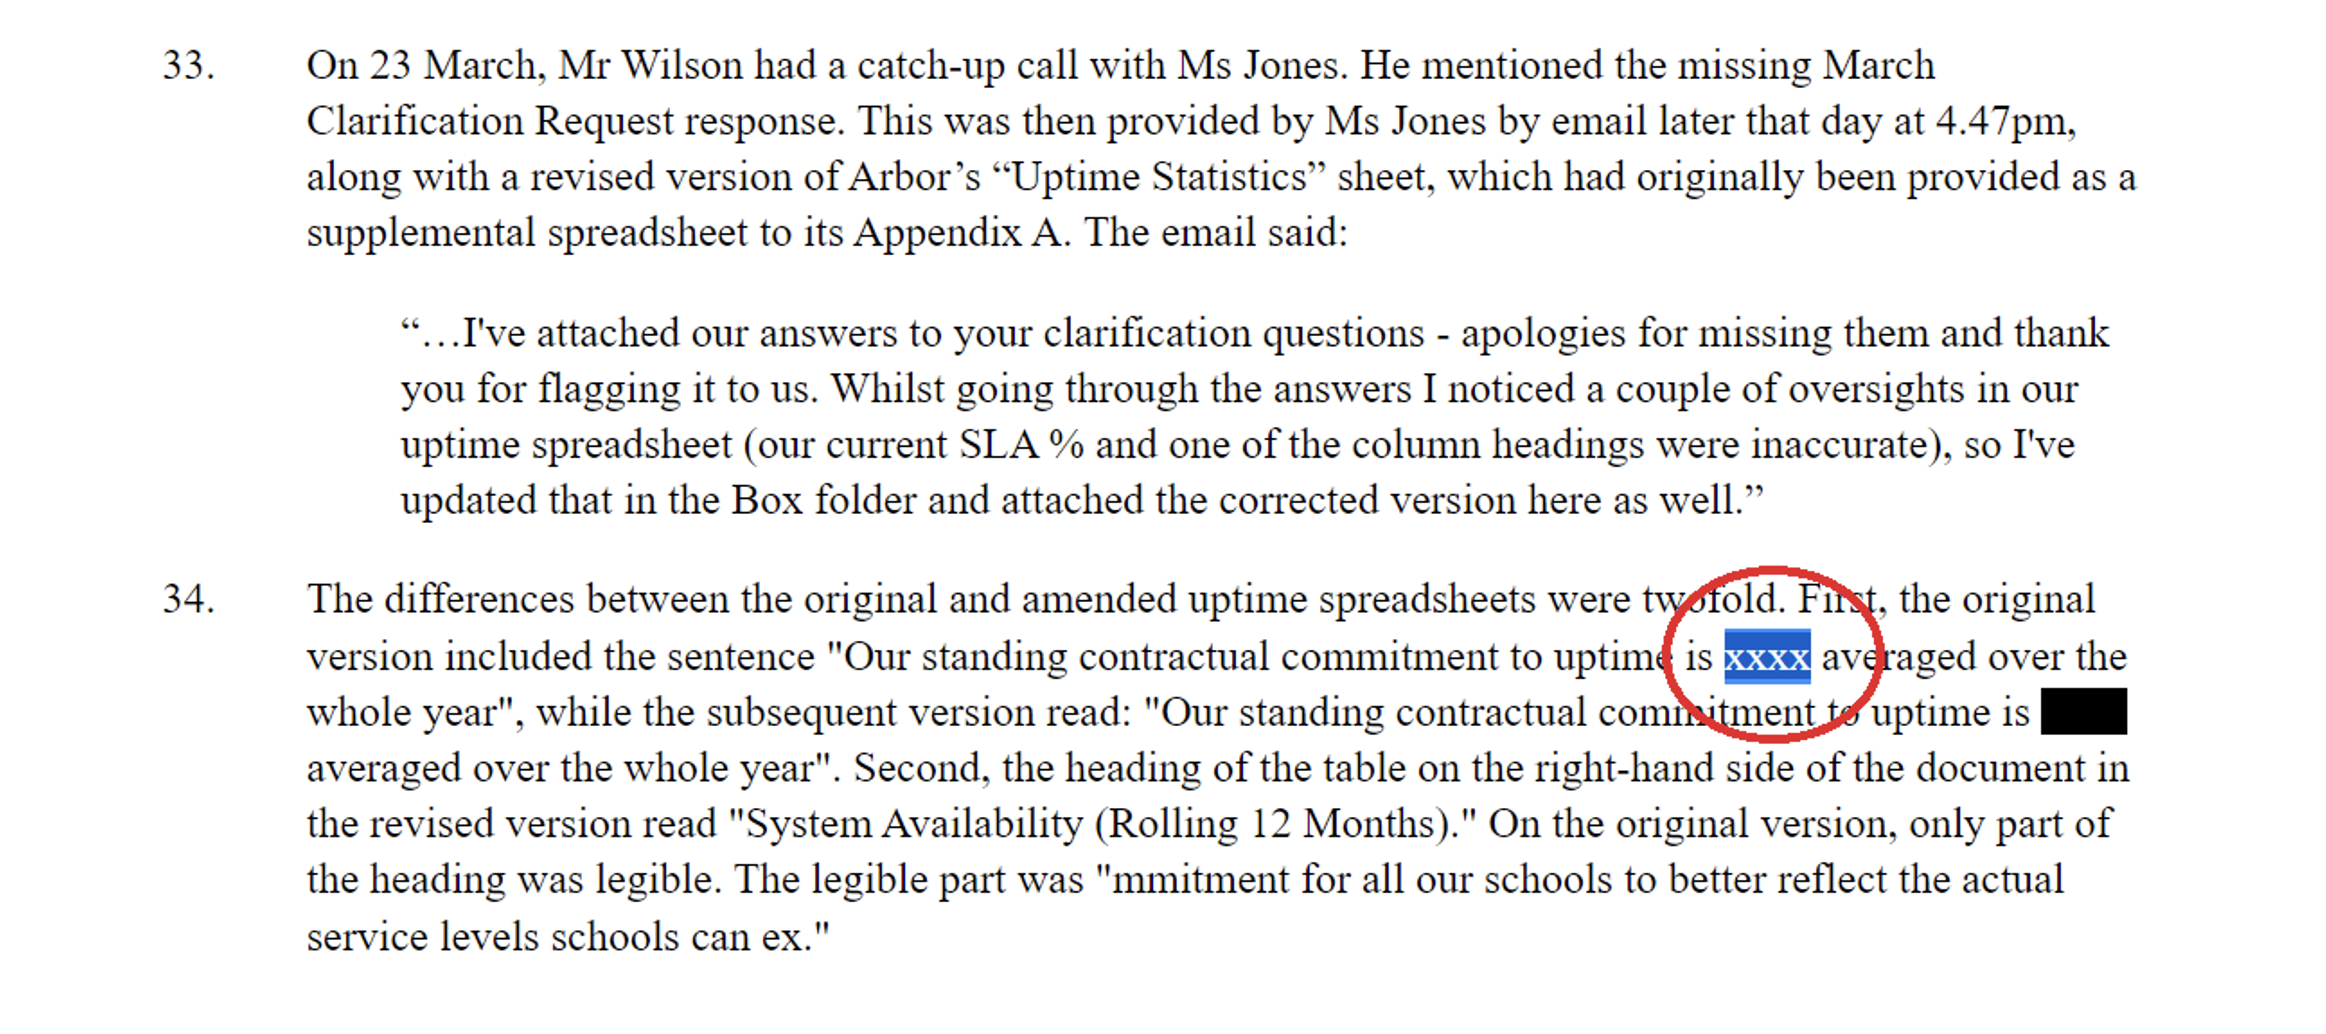 33. On 23 March, Mr Wilson had a catch-up call with Ms Jones. He mentioned the missing March
Clarification Request response. This was then provided by Ms Jones by email later that day at 4.47pm,
along with a revised version of Arbor’s “Uptime Statistics” sheet, which had originally been provided as a
supplemental spreadsheet to its Appendix A. The email said:
“…I've attached our answers to your clarification questions - apologies for missing them and thank
you for flagging it to us. Whilst going through the answers I noticed a couple of oversights in our
uptime spreadsheet (our current SLA % and one of the column headings were inaccurate), so I've
updated that in the Box folder and attached the corrected version here as well.”
34. The differences between the original and amended uptime spreadsheets were twofold. First, the original
version included the sentence "Our standing contractual commitment to uptime is xxxx averaged over the
whole year", while the subsequent version read: "Our standing contractual commitment to uptime is
averaged over the whole year". Second, the heading of the table on the right-hand side of the document in
the revised version read "System Availability (Rolling 12 Months)." On the original version, only part of
the heading was legible. The legible part was "mmitment for all our schools to better reflect the actual
service levels schools can ex."